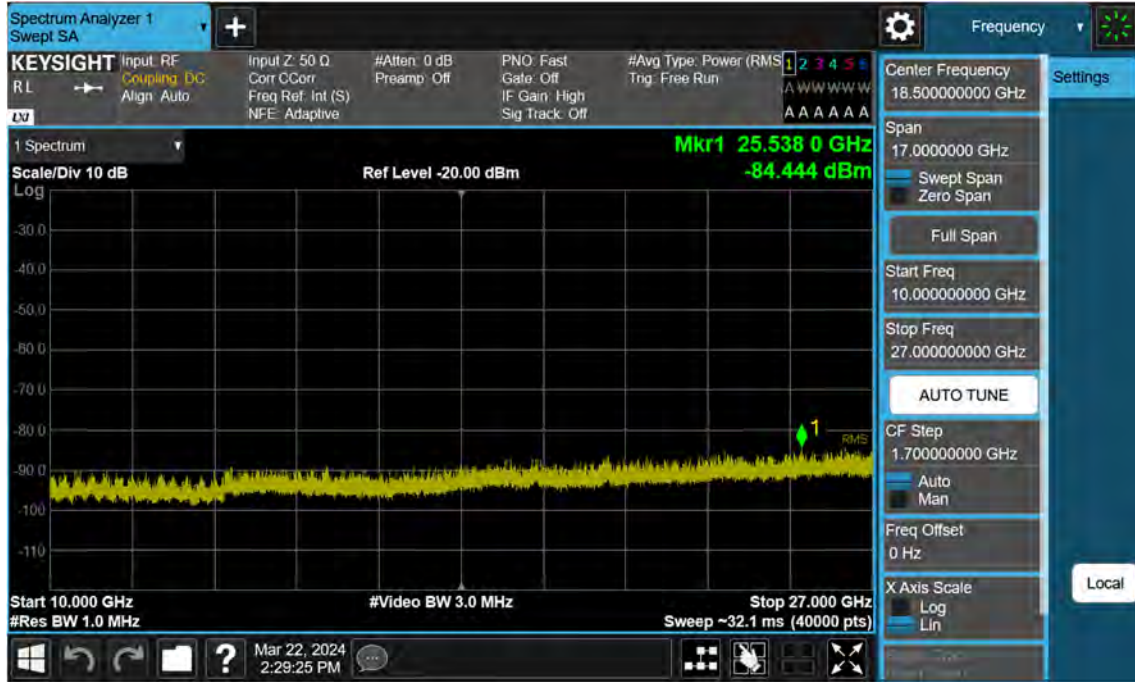 Spectrum Analyzer 1
Swept SA
+
Frequency
KEYSIGHT
RL
LXI
Input: RF
Coupling: DC
Align: Auto
Input Z: 50 Ω
Corr CCorr
Freq Ref: Int (S)
NFE: Adaptive
#Atten: 0 dB
Preamp: Off
PNO: Fast
Gate: Off
IF Gain: High
Sig Track: Off
#Avg Type: Power (RMS
Trig: Free Run
1 2 3 4 5 6
A W W W W W
A A A A A A
1 Spectrum
Scale/Div 10 dB
Ref Level -20.00 dBm
Mkr1 25.538 0 GHz
-84.444 dBm
Log
-30.0
-40.0
-50.0
-60.0
-70.0
-80.0
-90.0
-100
-110
1
RMS
Start 10.000 GHz
#Res BW 1.0 MHz
#Video BW 3.0 MHz
Stop 27.000 GHz
Sweep ~32.1 ms (40000 pts)
?
Mar 22, 2024
2:29:25 PM
Center Frequency
18.500000000 GHz
Span
17.0000000 GHz
Swept Span
Zero Span
Full Span
Start Freq
10.000000000 GHz
Stop Freq
27.000000000 GHz
AUTO TUNE
CF Step
1.700000000 GHz
Auto
Man
Freq Offset
0 Hz
X Axis Scale
Log
Lin
Settings
Local